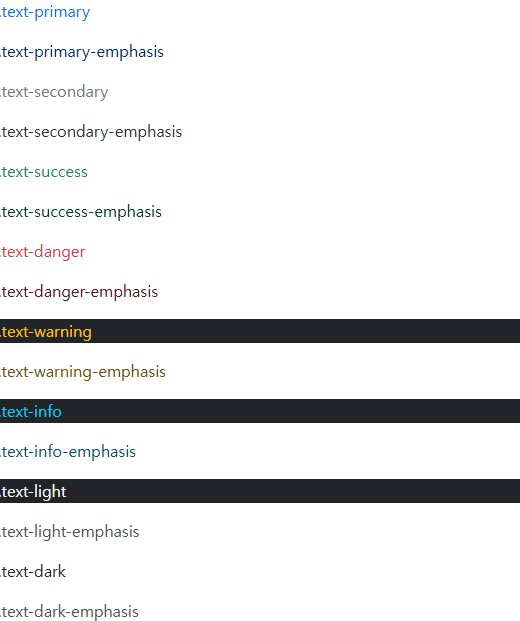 .text-primary
.text-primary-emphasis
.text-secondary
.text-secondary-emphasis
.text-success
.text-success-emphasis
.text-danger
.text-danger-emphasis
.text-warning
.text-warning-emphasis
.text-info
.text-info-emphasis
.text-light
.text-light-emphasis
.text-dark
.text-dark-emphasis